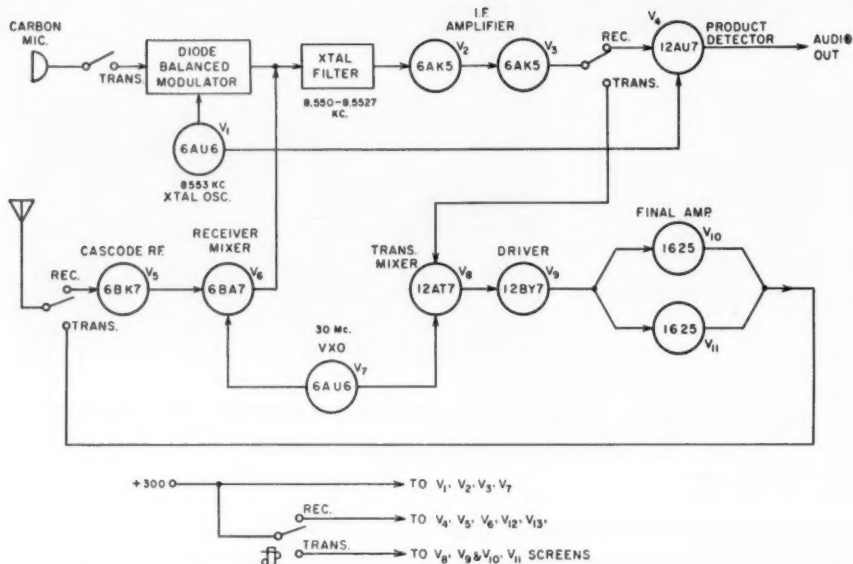 CARBON
MIC.
TRANS.
DIODE
BALANCED
MODULATOR
V1
6AU6
8553 KC
XTAL OSC.
XTAL
FILTER
8.550-8.5527
KC.
I.F.
AMPLIFIER
6AK5
V2
6AK5
V3
REC.
TRANS.
V4
12AU7
PRODUCT
DETECTOR
AUDIO
OUT
REC.
TRANS.
CASCODE R.F.
6BK7
V5
RECEIVER
MIXER
6BA7
V6
30 Mc.
VXO
V7
6AU6
TRANS.
MIXER
12AT7
V8
DRIVER
12BY7
V9
FINAL AMP.
1625
V10
1625
V11
+300
TO V1, V2, V3, V7
REC.
TO V4, V5, V6, V12, V13,
TRANS.
TO V8, V9 & V10, V11 SCREENS